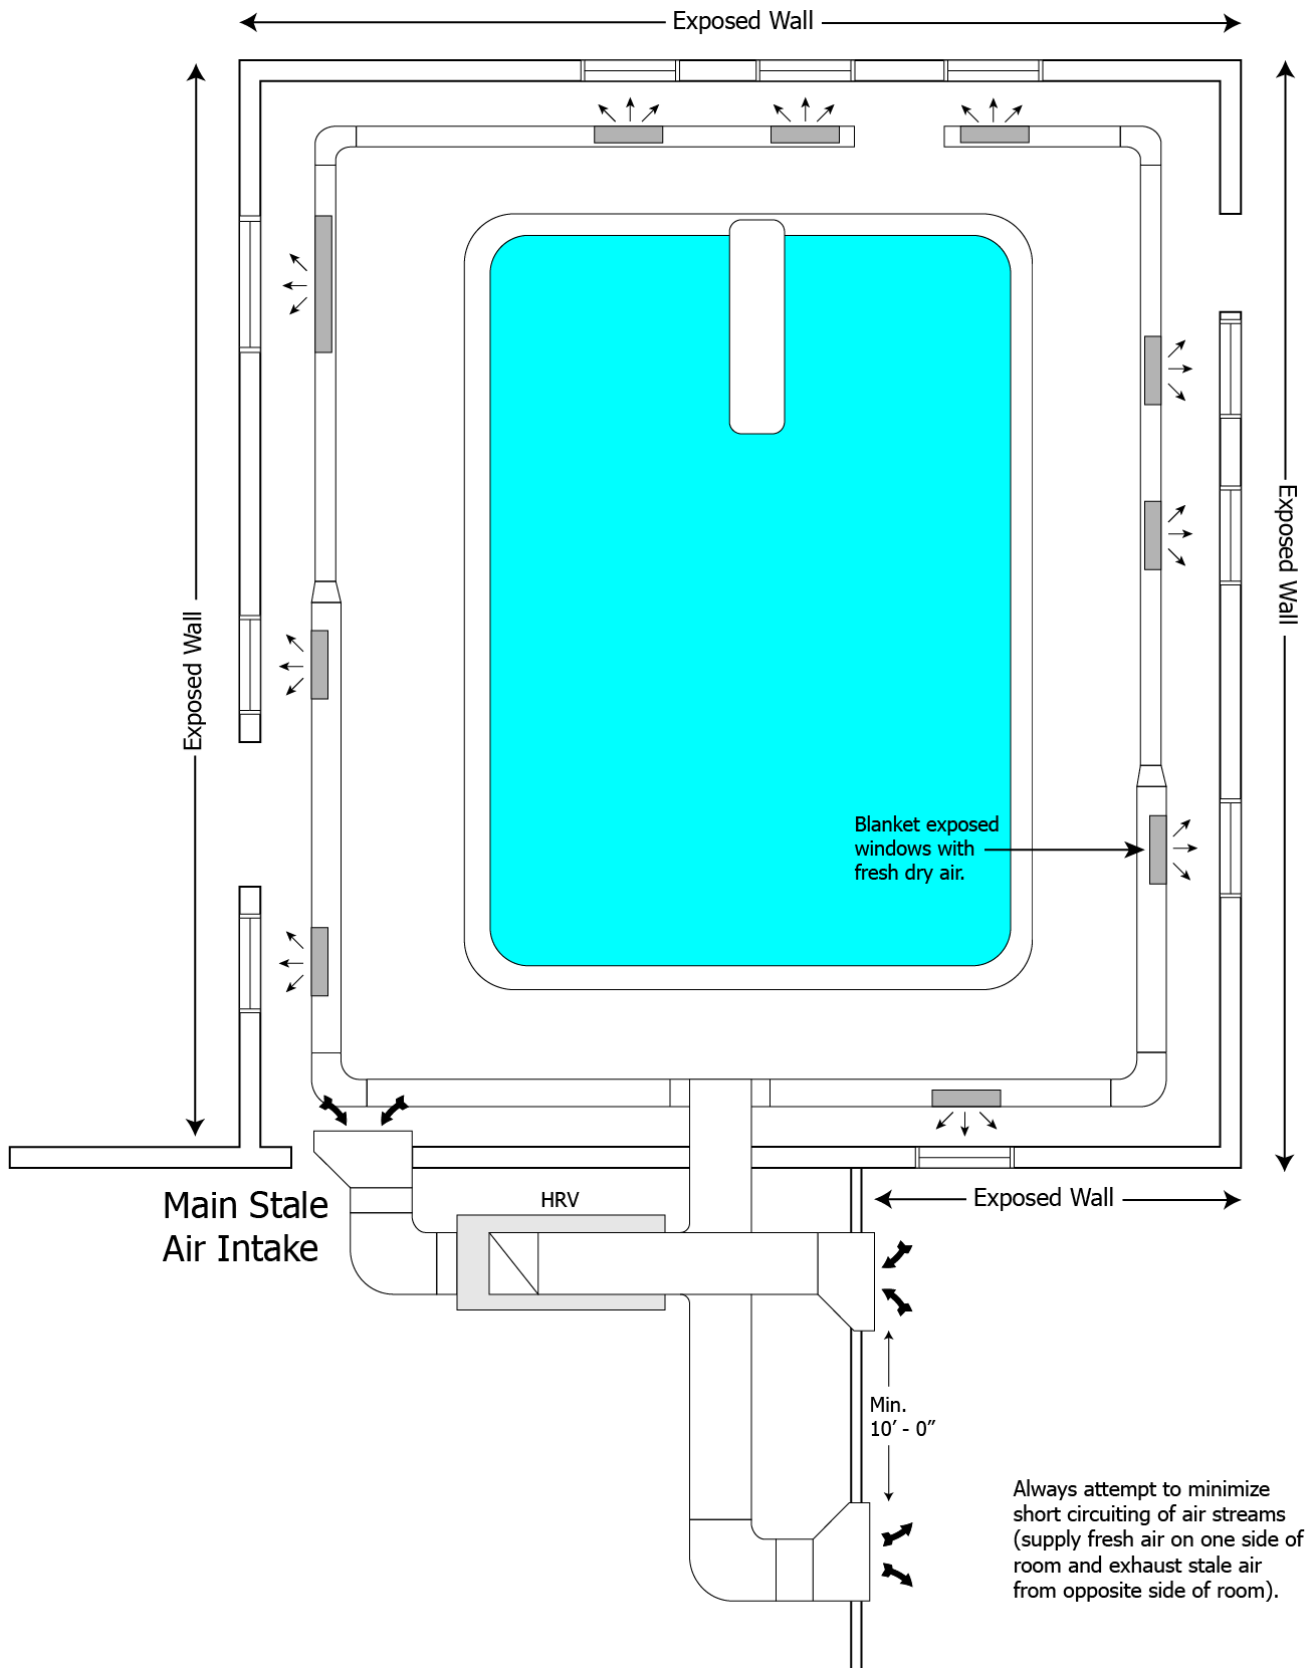 Exposed Wall
Exposed Wall
Exposed Wall
Blanket exposed
windows with
fresh dry air.
Main Stale
Air Intake
HRV
Exposed Wall
Min.
10′ - 0″
Always attempt to minimize
short circuiting of air streams
(supply fresh air on one side of
room and exhaust stale air
from opposite side of room).